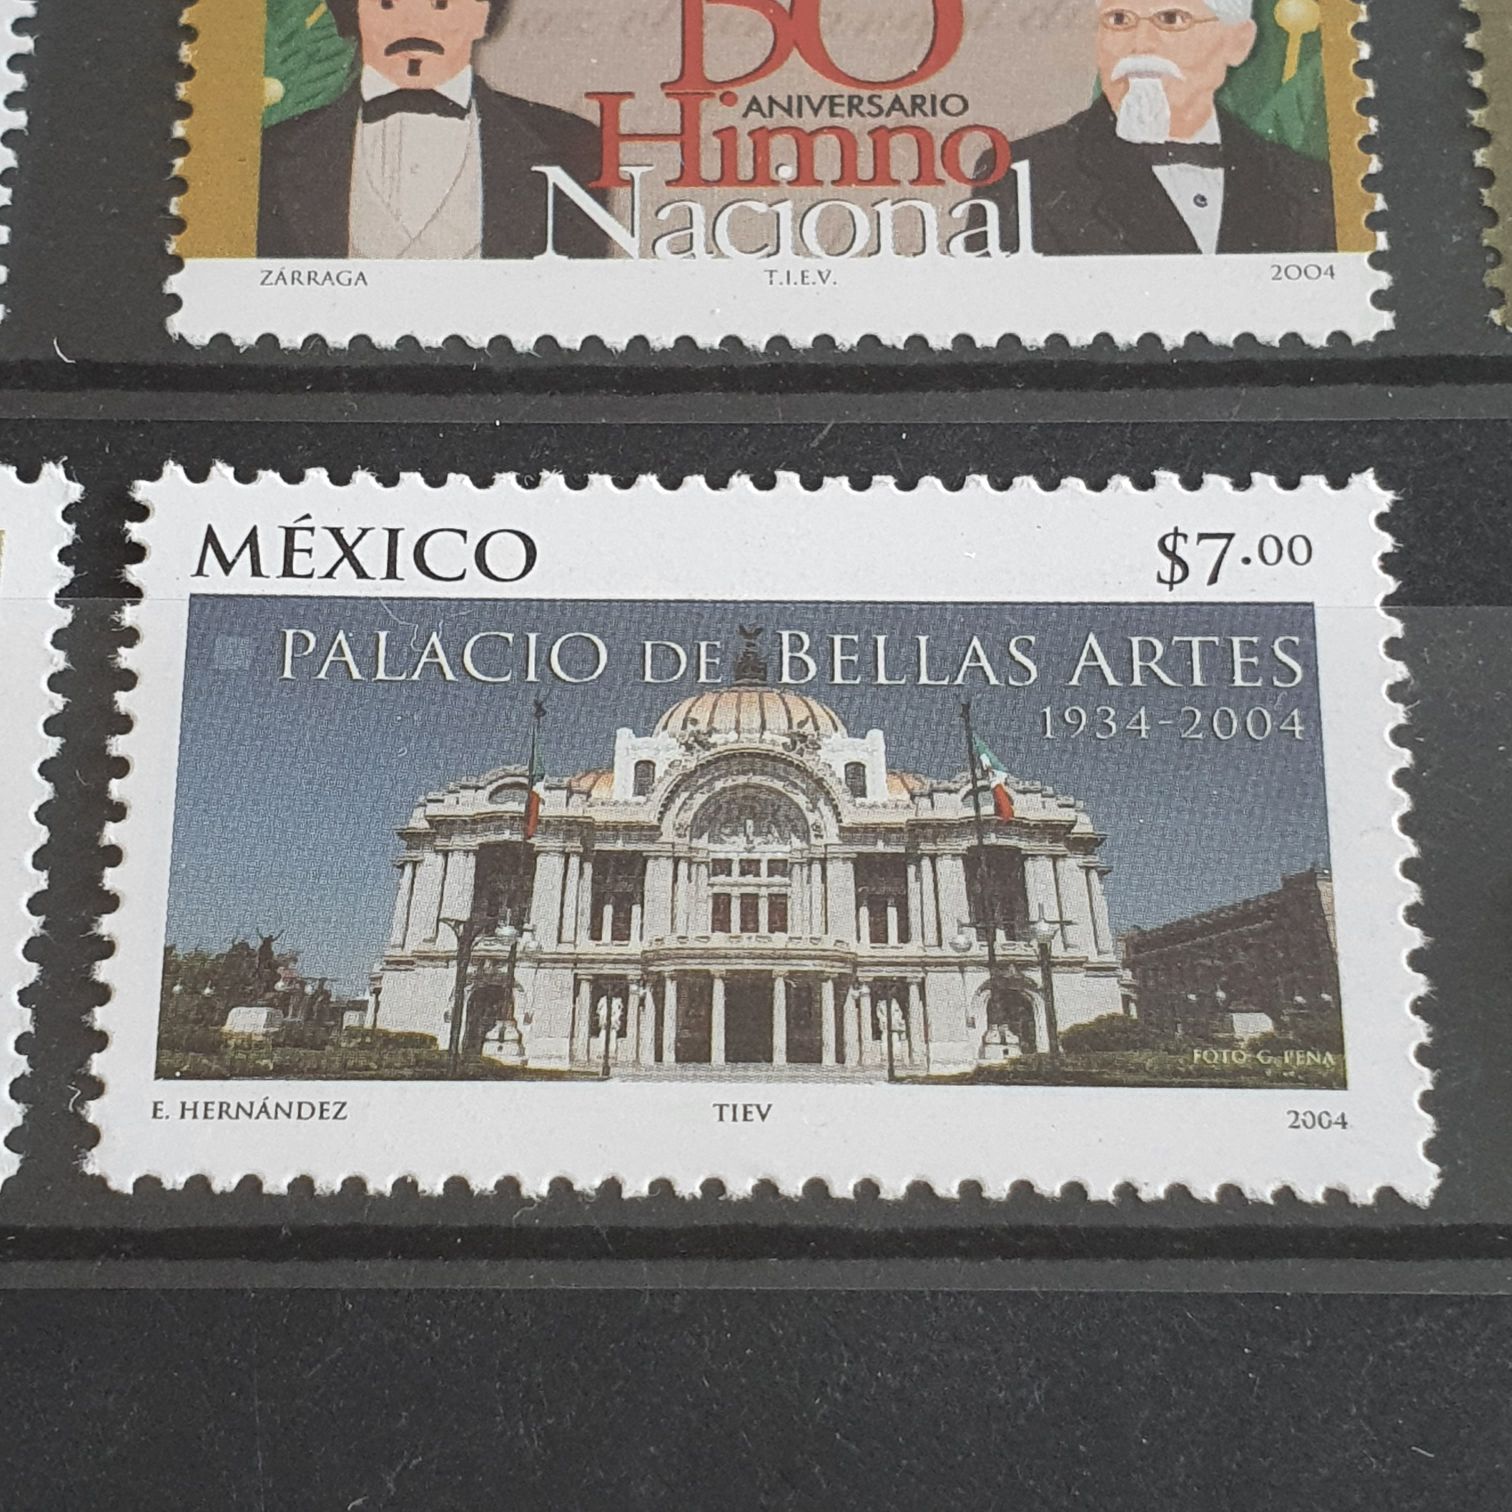 50
ANIVERSARIO
Himno
Nacional
ZÁRRAGA T.I.E.V. 2004
MÉXICO $7.00
PALACIO DE BELLAS ARTES
1934-2004
FOTO G. PEÑA
E. HERNÁNDEZ TIEV 2004